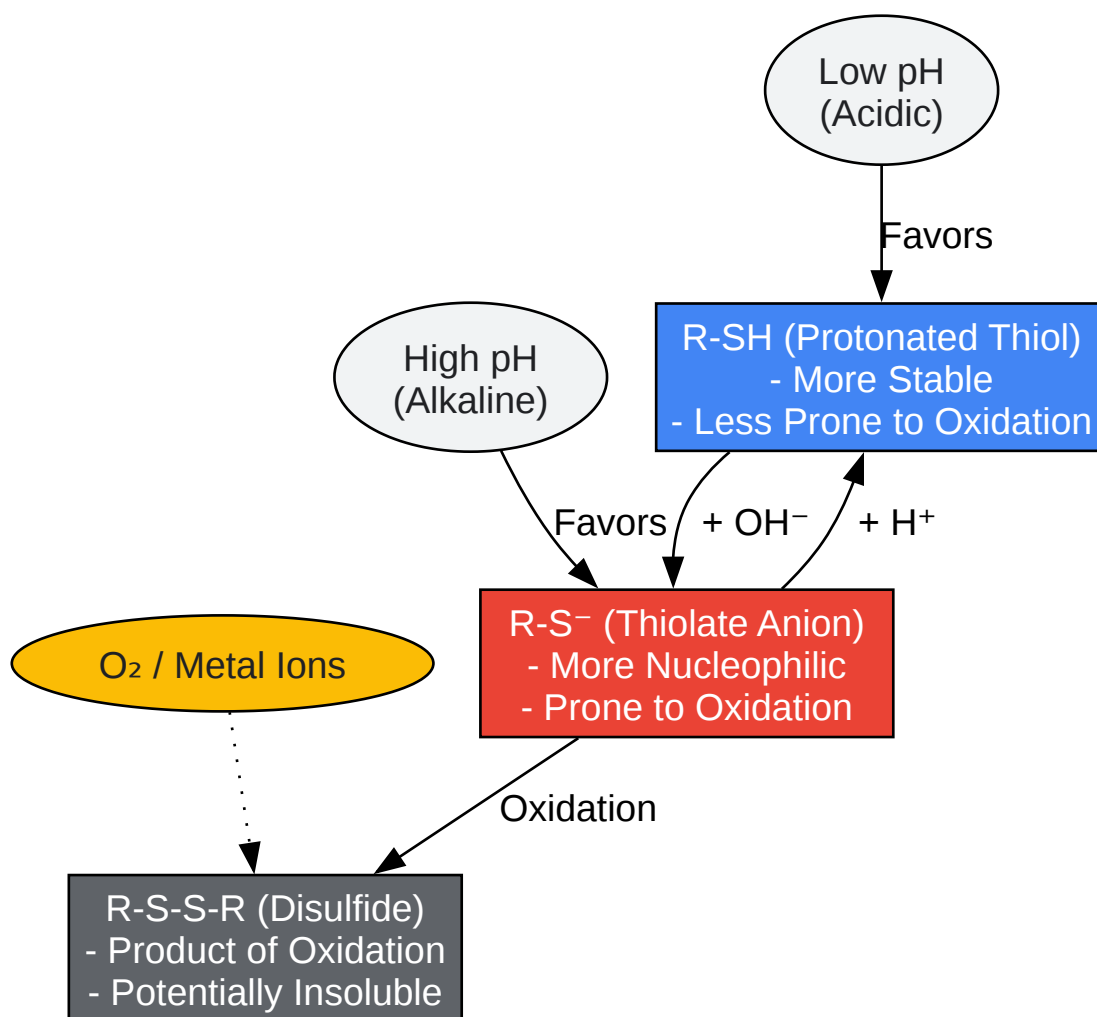 Low pH
(Acidic)
Favors
R-SH (Protonated Thiol)
- More Stable
- Less Prone to Oxidation
High pH
(Alkaline)
Favors
+ OH⁻
+ H⁺
R-S⁻ (Thiolate Anion)
- More Nucleophilic
- Prone to Oxidation
O₂ / Metal Ions
Oxidation
R-S-S-R (Disulfide)
- Product of Oxidation
- Potentially Insoluble